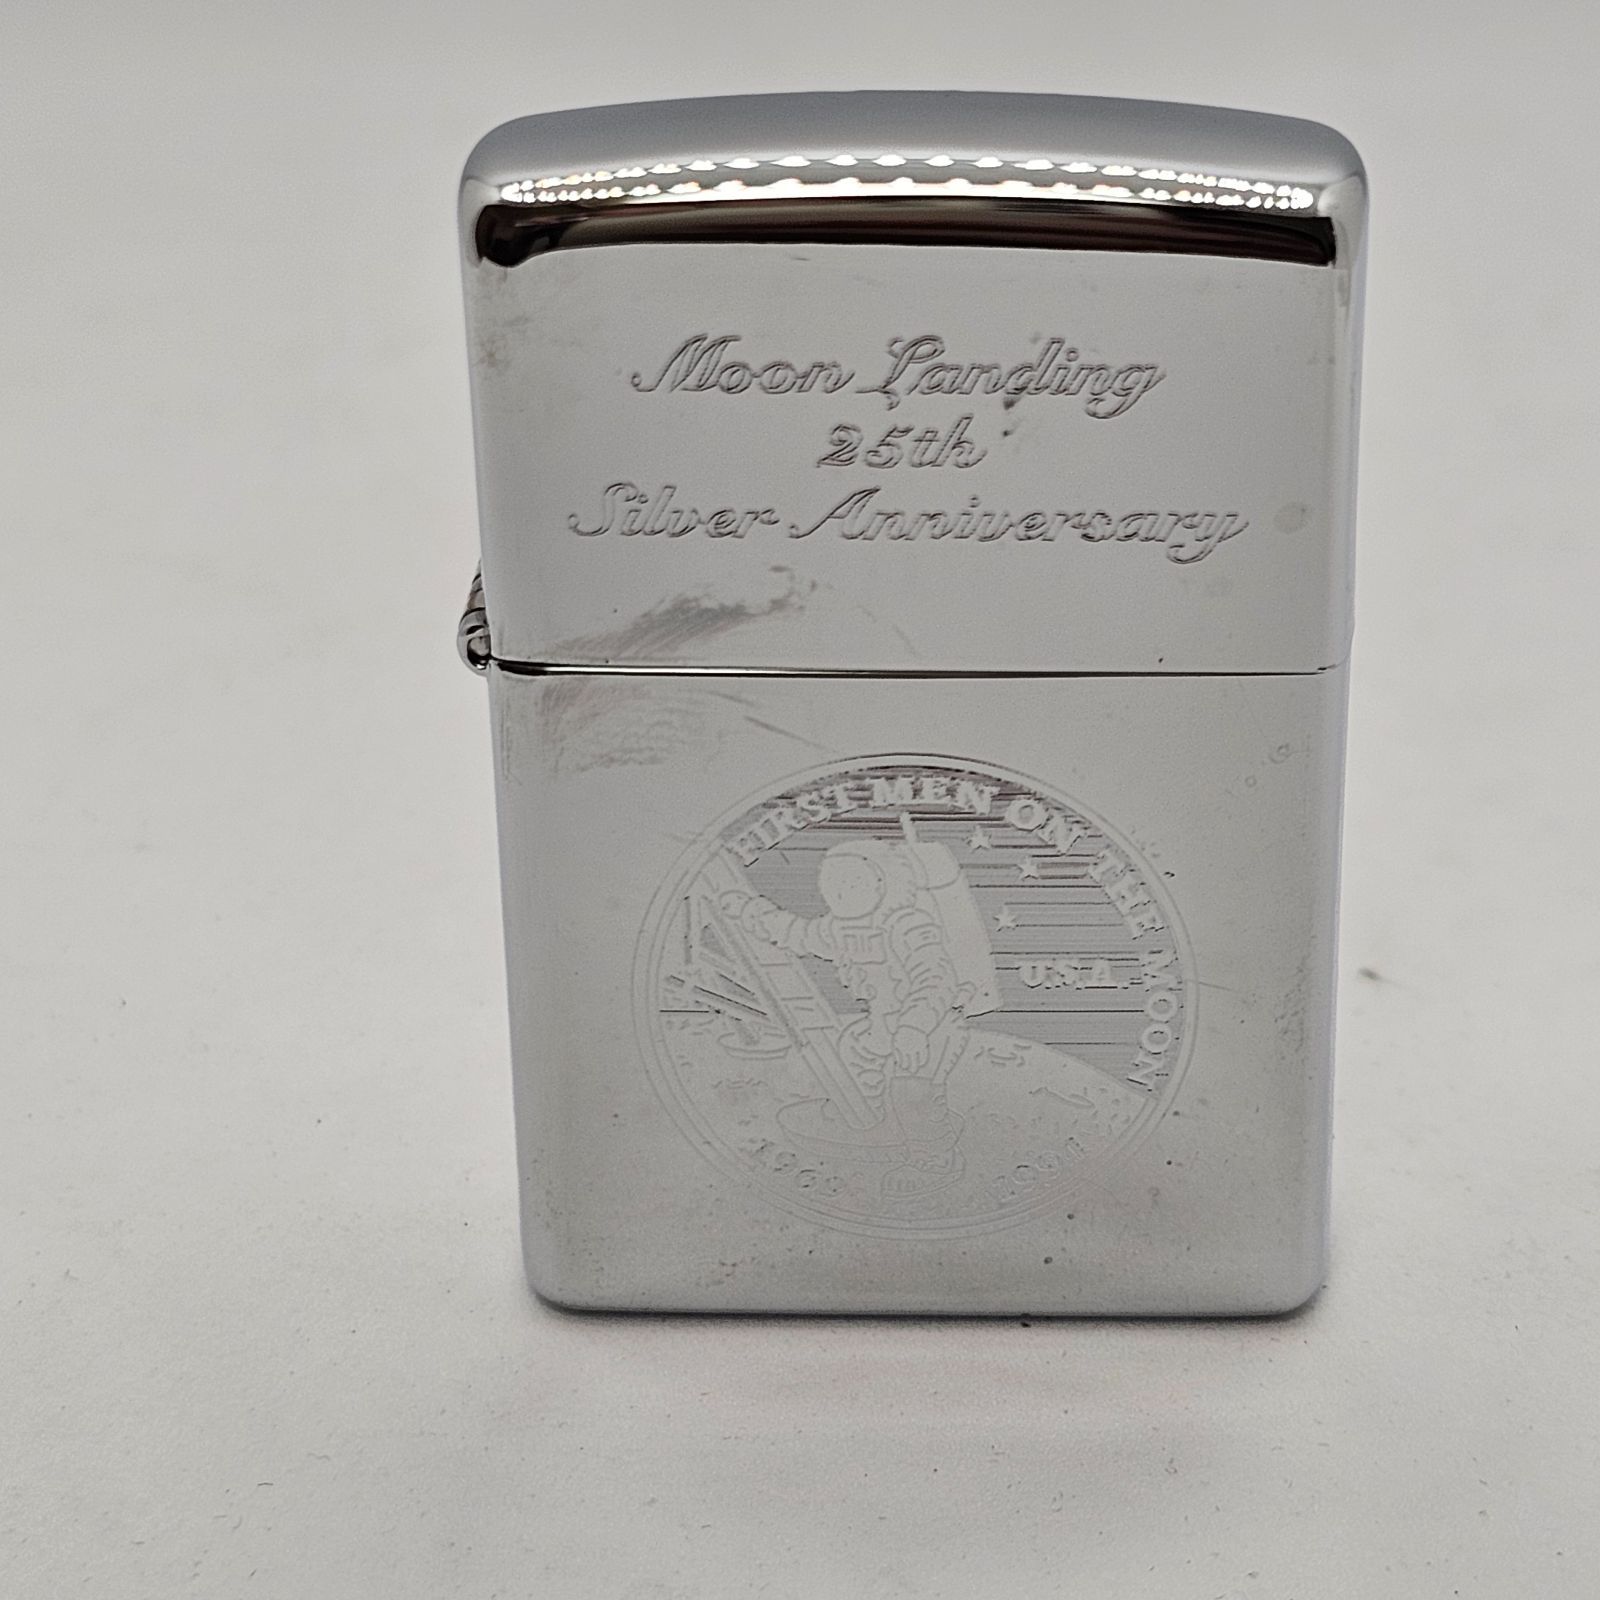 Moon Landing
25th
Silver Anniversary
FIRST MEN ON THE MOON
U.S.A.
1969 1994